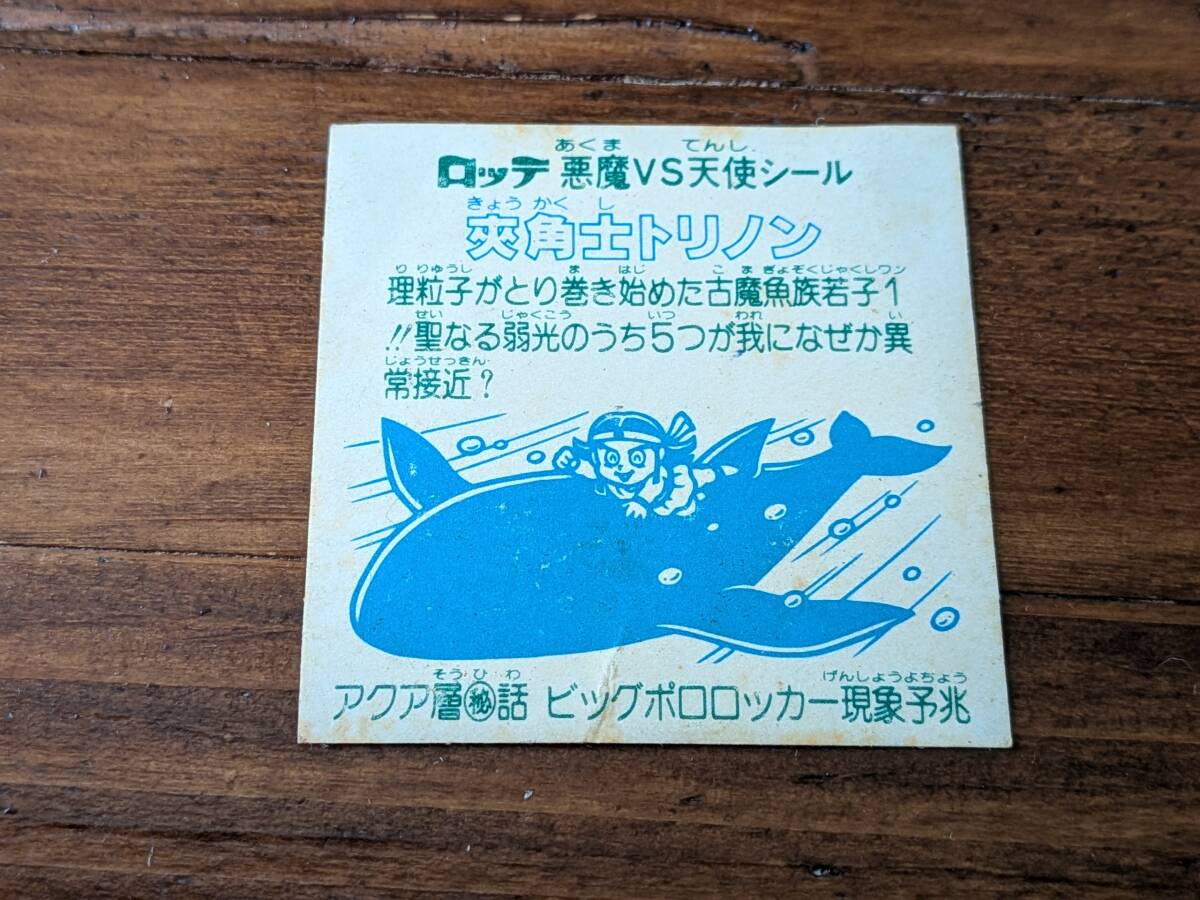 あくま てんし
ロッテ 悪魔VS天使シール
きょう かく し
夾角士トリノン
り りゅうし ま はじ こ ま ぎょぞくじゃくしワン
理粒子がとり巻き始めた古魔魚族若子1
せい じゃくこう いつ われ い
!!聖なる弱光のうち5つが我になぜか異
じょうせっきん
常接近?
そう ひ わ げんしょうよちょう
アクア層㊙話 ビッグポロロッカー現象予兆